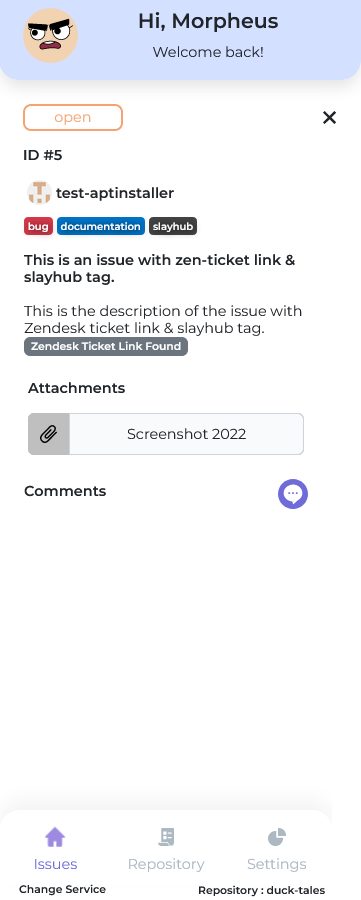 Hi, Morpheus
Welcome back!
open
ID #5
test-aptinstaller
bug documentation slayhub
This is an issue with zen-ticket link &
slayhub tag.
This is the description of the issue with
Zendesk ticket link & slayhub tag.
Zendesk Ticket Link Found
Attachments
Screenshot 2022
Comments
Issues Repository Settings
Change Service Repository : duck-tales